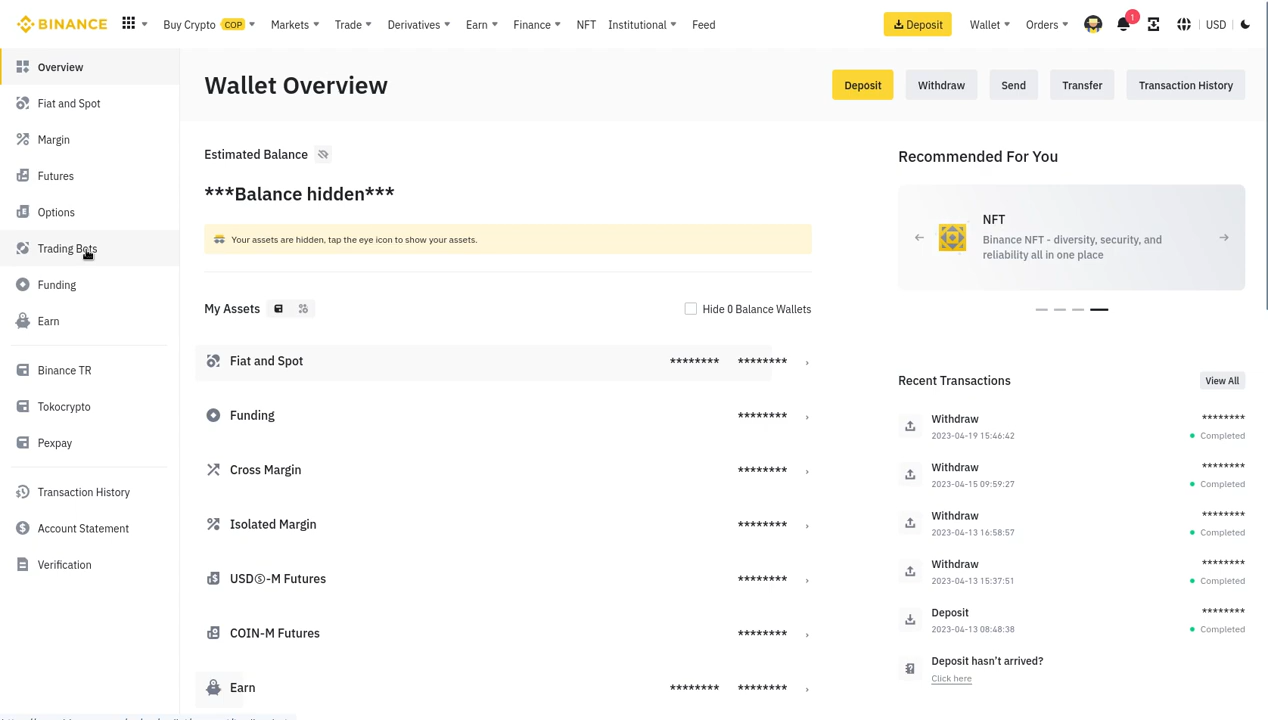 BINANCE
Buy Crypto COP Markets Trade Derivatives Earn Finance NFT Institutional Feed
Deposit Wallet Orders 1 USD
Overview
Fiat and Spot
Margin
Futures
Options
Trading Bots
Funding
Earn
Binance TR
Tokocrypto
Pexpay
Transaction History
Account Statement
Verification
Wallet Overview
Deposit Withdraw Send Transfer Transaction History
Estimated Balance
***Balance hidden***
Your assets are hidden, tap the eye icon to show your assets.
My Assets
Hide 0 Balance Wallets
Fiat and Spot ******** ********
Funding ********
Cross Margin ********
Isolated Margin ********
USDⓈ-M Futures ********
COIN-M Futures ********
Earn ******** ********
Recommended For You
NFT
Binance NFT - diversity, security, and
reliability all in one place
Recent Transactions View All
Withdraw ********
2023-04-19 15:46:42 Completed
Withdraw ********
2023-04-15 09:59:27 Completed
Withdraw ********
2023-04-13 16:58:57 Completed
Withdraw ********
2023-04-13 15:37:51 Completed
Deposit ********
2023-04-13 08:48:38 Completed
Deposit hasn't arrived?
Click here